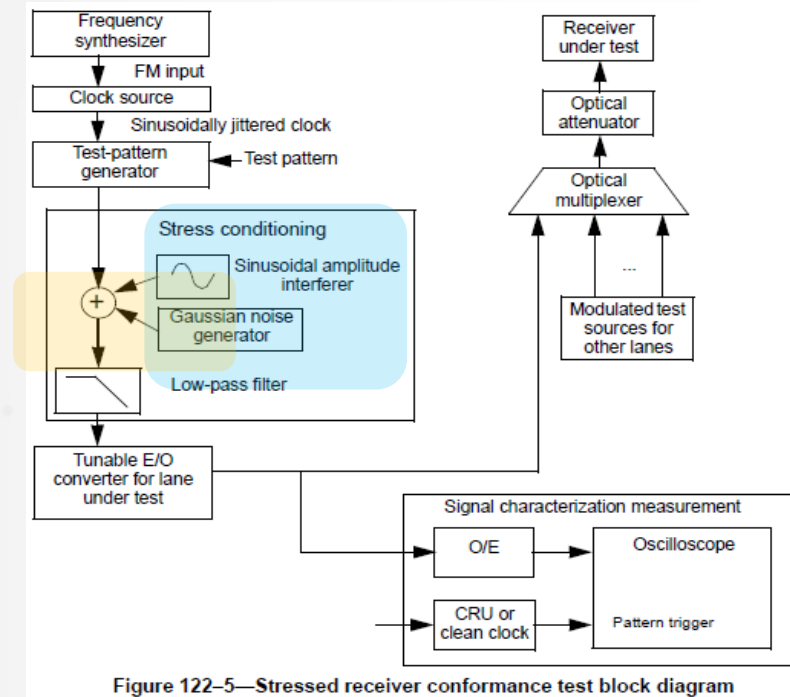 Frequency
synthesizer
FM input
Clock source
Sinusoidally jittered clock
Test-pattern
generator
Test pattern
Stress conditioning
Sinusoidal amplitude
interferer
+
Gaussian noise
generator
Low-pass filter
Tunable E/O
converter for lane
under test
Receiver
under test
Optical
attenuator
Optical
multiplexer
...
Modulated test
sources for
other lanes
Signal characterization measurement
O/E
Oscilloscope
CRU or
clean clock
Pattern trigger
Figure 122–5—Stressed receiver conformance test block diagram